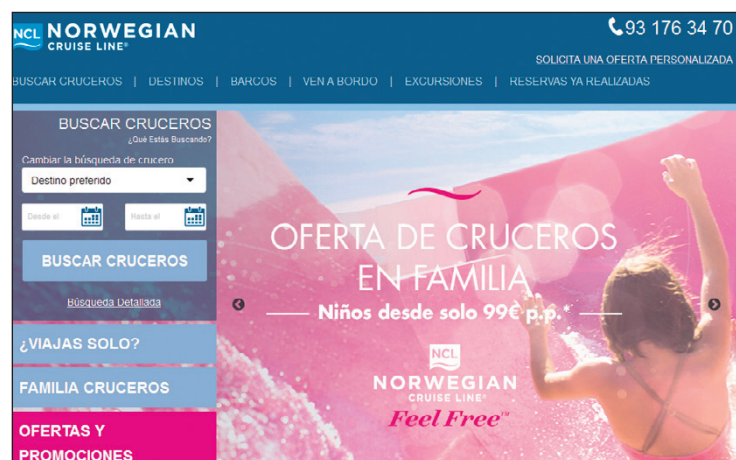 NCL NORWEGIAN
CRUISE LINE®
93 176 34 70
SOLICITA UNA OFERTA PERSONALIZADA
BUSCAR CRUCEROS | DESTINOS | BARCOS | VEN A BORDO | EXCURSIONES | RESERVAS YA REALIZADAS
BUSCAR CRUCEROS
¿Qué Estás Buscando?
Cambiar la búsqueda de crucero
Destino preferido
Desde el
Hasta el
BUSCAR CRUCEROS
Búsqueda Detallada
¿VIAJAS SOLO?
FAMILIA CRUCEROS
OFERTAS Y
PROMOCIONES
OFERTA DE CRUCEROS
EN FAMILIA
Niños desde solo 99€ p.p.*
NCL
NORWEGIAN
CRUISE LINE®
Feel Free™